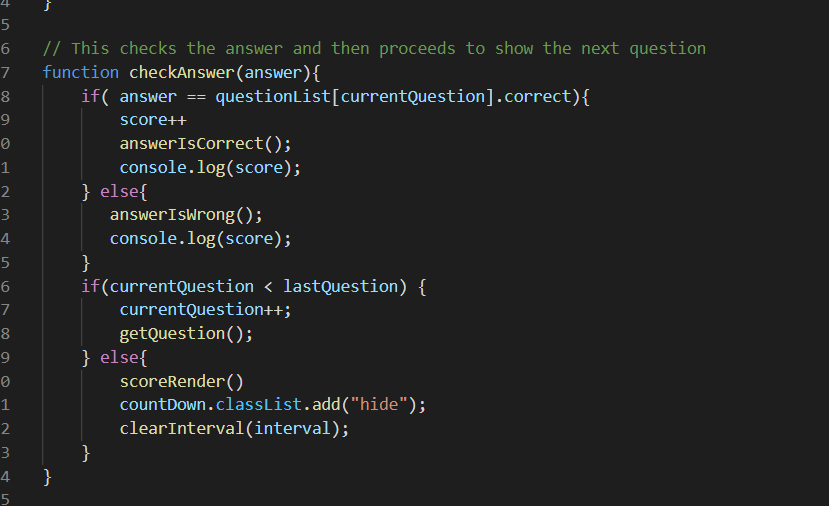 4 }
5
6 // This checks the answer and then proceeds to show the next question
7 function checkAnswer(answer){
8 if( answer == questionList[currentQuestion].correct){
9 score++
0 answerIsCorrect();
1 console.log(score);
2 } else{
3 answerIsWrong();
4 console.log(score);
5 }
6 if(currentQuestion < lastQuestion) {
7 currentQuestion++;
8 getQuestion();
9 } else{
0 scoreRender()
1 countDown.classList.add("hide");
2 clearInterval(interval);
3 }
4 }
5